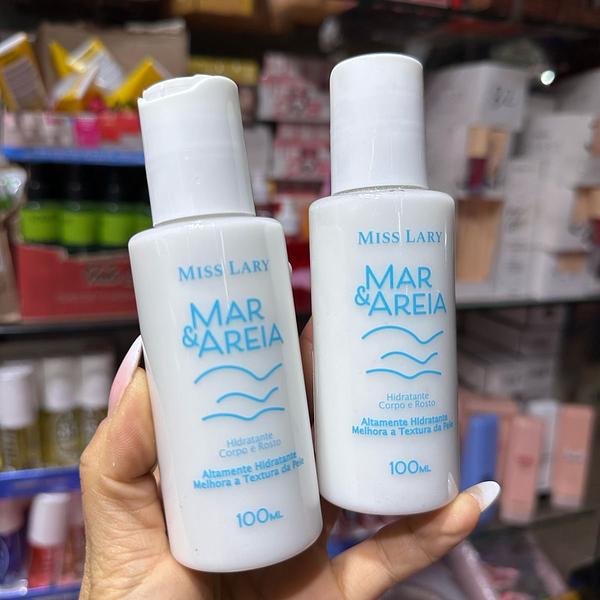 MISS LARY
MAR
&AREIA
Hidratante
Corpo e Rosto
Altamente Hidratante
Melhora a Textura da Pele
100ML
MISS LARY
MAR
&AREIA
Hidratante
Corpo e Rosto
Altamente Hidratante
Melhora a Textura da Pele
100ML